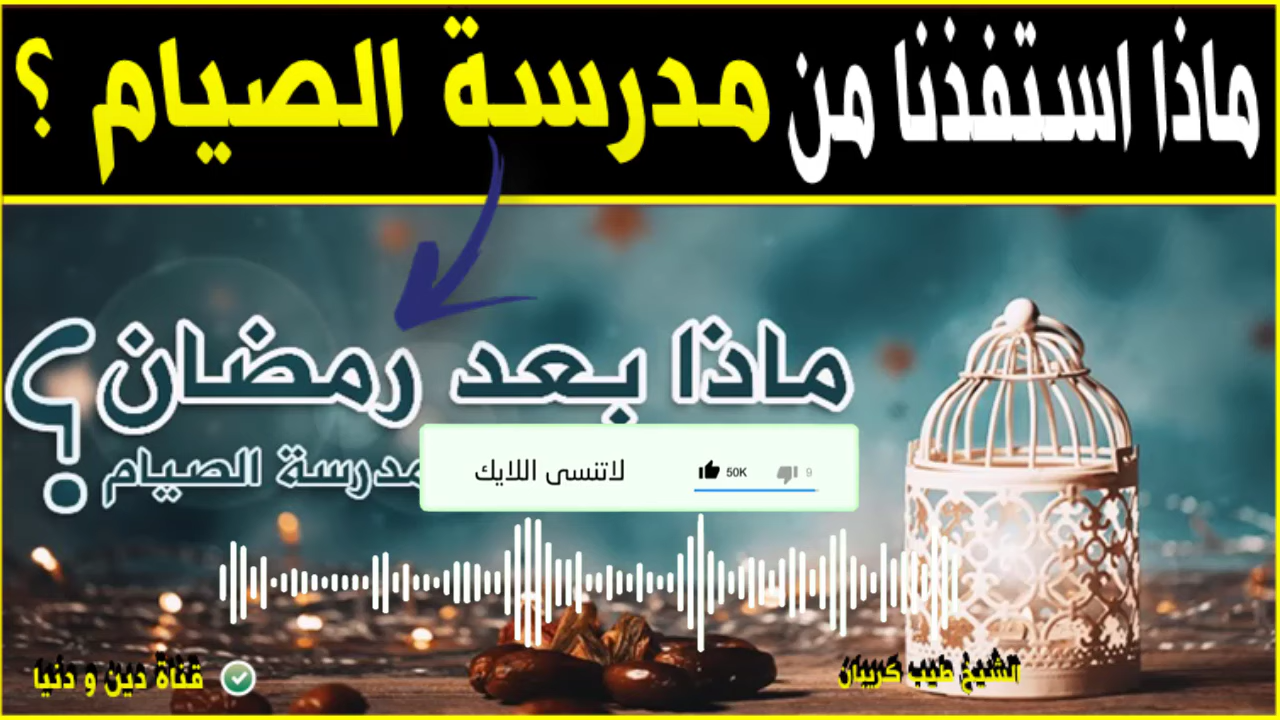 ماذا استفذنا من مدرسة الصيام ؟
ماذا بعد رمضان؟
مدرسة الصيام
لاتنسى اللايك
50K
9
الشيخ طيب كريبان
قناة دين و دنيا